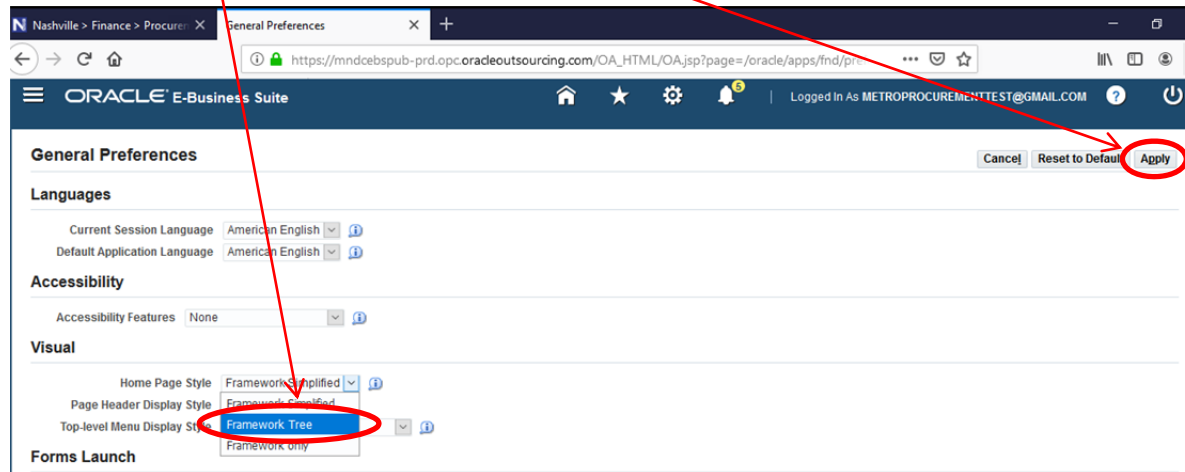 N Nashville > Finance > Procurem
General Preferences
https://mndcebspub-prd.opc.oracleoutsourcing.com/OA_HTML/OA.jsp?page=/oracle/apps/fnd/pre
ORACLE E-Business Suite
5
Logged In As METROPROCUREMENTTEST@GMAIL.COM
?
General Preferences
Cancel
Reset to Default
Apply
Languages
Current Session Language American English
Default Application Language American English
Accessibility
Accessibility Features None
Visual
Home Page Style Framework Simplified
Page Header Display Style Framework Simplified
Top-level Menu Display Style Framework Tree
Framework only
Forms Launch